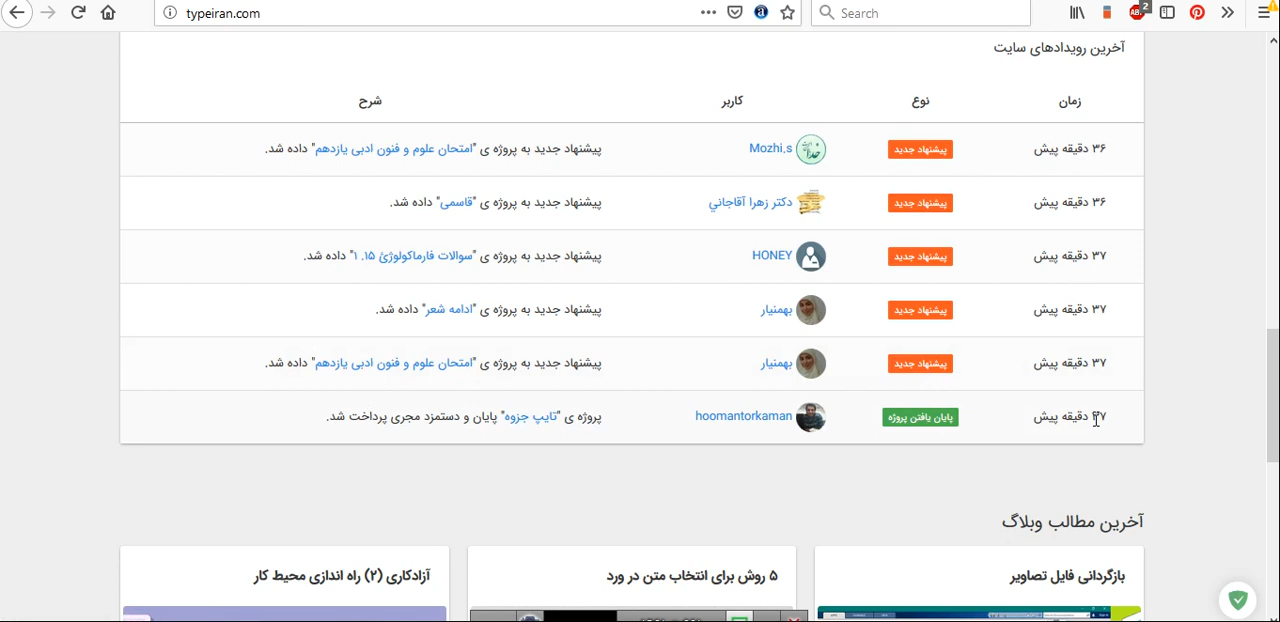 typeiran.com
Search
2
آخرین رویدادهای سایت
زمان نوع کاربر شرح
۳۶ دقیقه پیش پیشنهاد جدید Mozhi.s پیشنهاد جدید به پروژه ی "امتحان علوم و فنون ادبی یازدهم" داده شد.
۳۶ دقیقه پیش پیشنهاد جدید دکتر زهرا آقاجاني پیشنهاد جدید به پروژه ی "قاسمی" داده شد.
۳۷ دقیقه پیش پیشنهاد جدید HONEY پیشنهاد جدید به پروژه ی "سوالات فارماکولوژئ ۱۵. ۱" داده شد.
۳۷ دقیقه پیش پیشنهاد جدید بهمنیار پیشنهاد جدید به پروژه ی "ادامه شعر" داده شد.
۳۷ دقیقه پیش پیشنهاد جدید بهمنیار پیشنهاد جدید به پروژه ی "امتحان علوم و فنون ادبی یازدهم" داده شد.
۳۷ دقیقه پیش پایان یافتن پروژه hoomantorkaman پروژه ی "تایپ جزوه" پایان و دستمزد مجری پرداخت شد.
آخرین مطالب وبلاگ
بازگردانی فایل تصاویر
۵ روش برای انتخاب متن در ورد
آزادکاری (۲) راه اندازی محیط کار